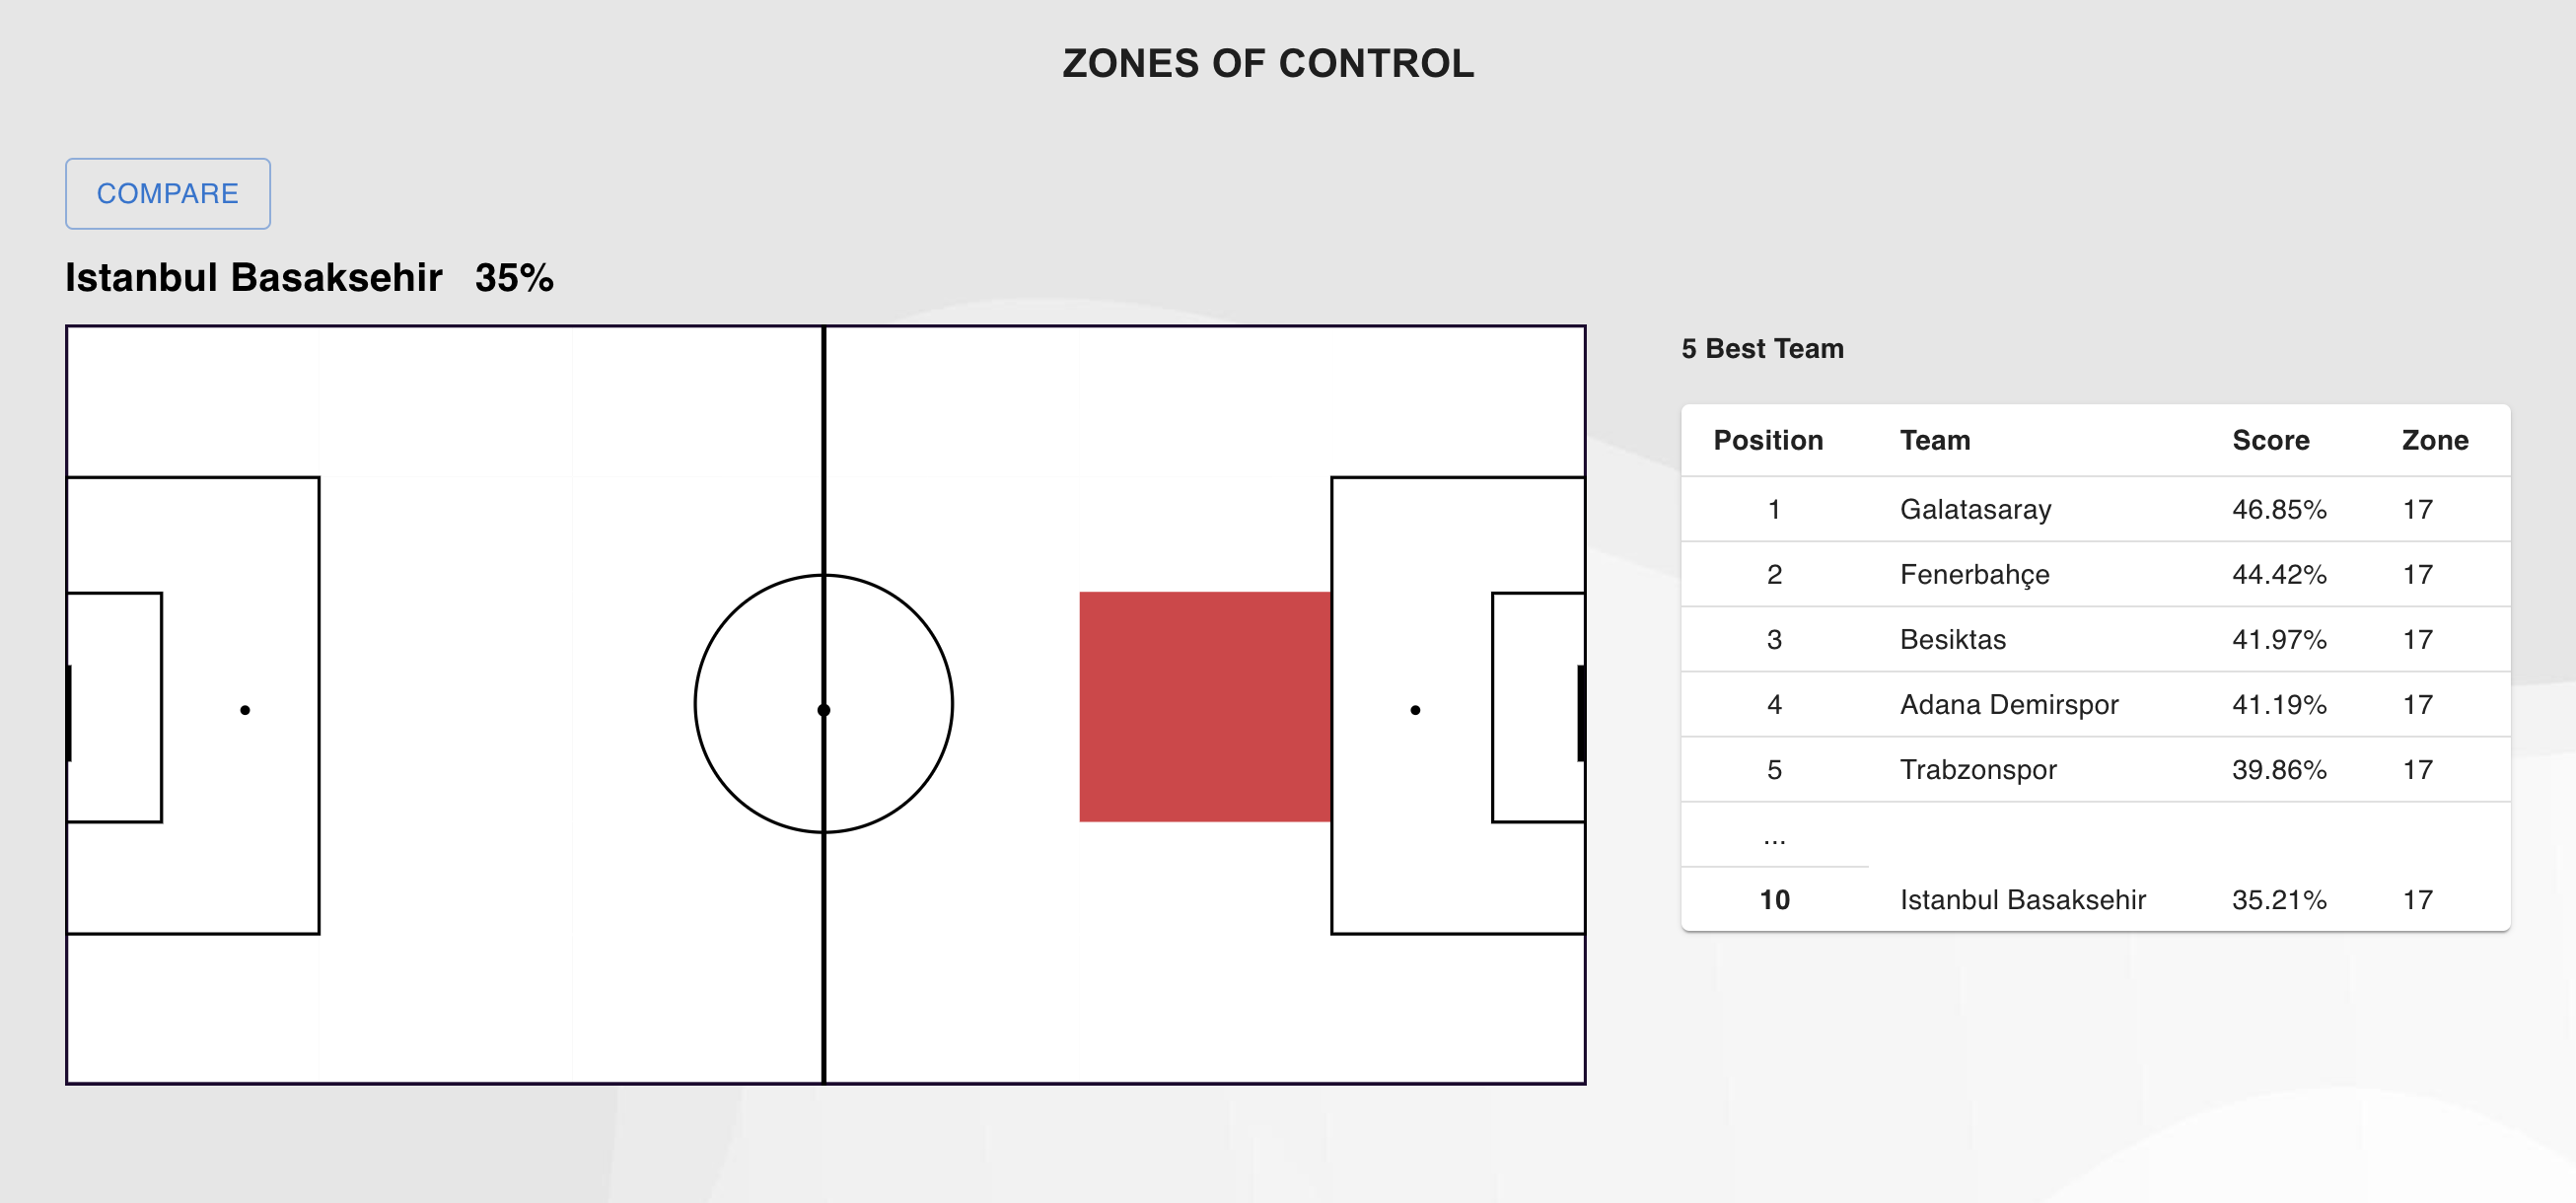 ZONES OF CONTROL
COMPARE
Istanbul Basaksehir 35%
5 Best Team
Position Team Score Zone
1 Galatasaray 46.85% 17
2 Fenerbahçe 44.42% 17
3 Besiktas 41.97% 17
4 Adana Demirspor 41.19% 17
5 Trabzonspor 39.86% 17
...
10 Istanbul Basaksehir 35.21% 17